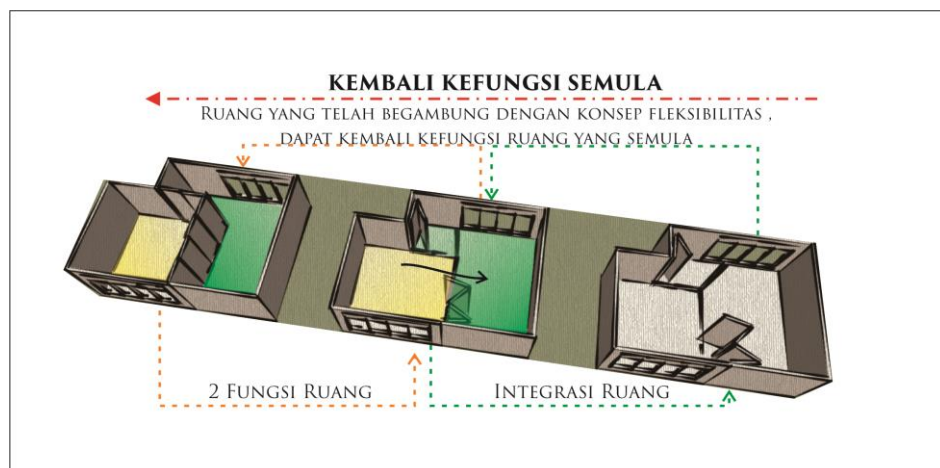 KEMBALI KEFUNGSI SEMULA
RUANG YANG TELAH BEGAMBUNG DENGAN KONSEP FLEKSIBILITAS ,
DAPAT KEMBALI KEFUNGSI RUANG YANG SEMULA
2 FUNGSI RUANG
INTEGRASI RUANG